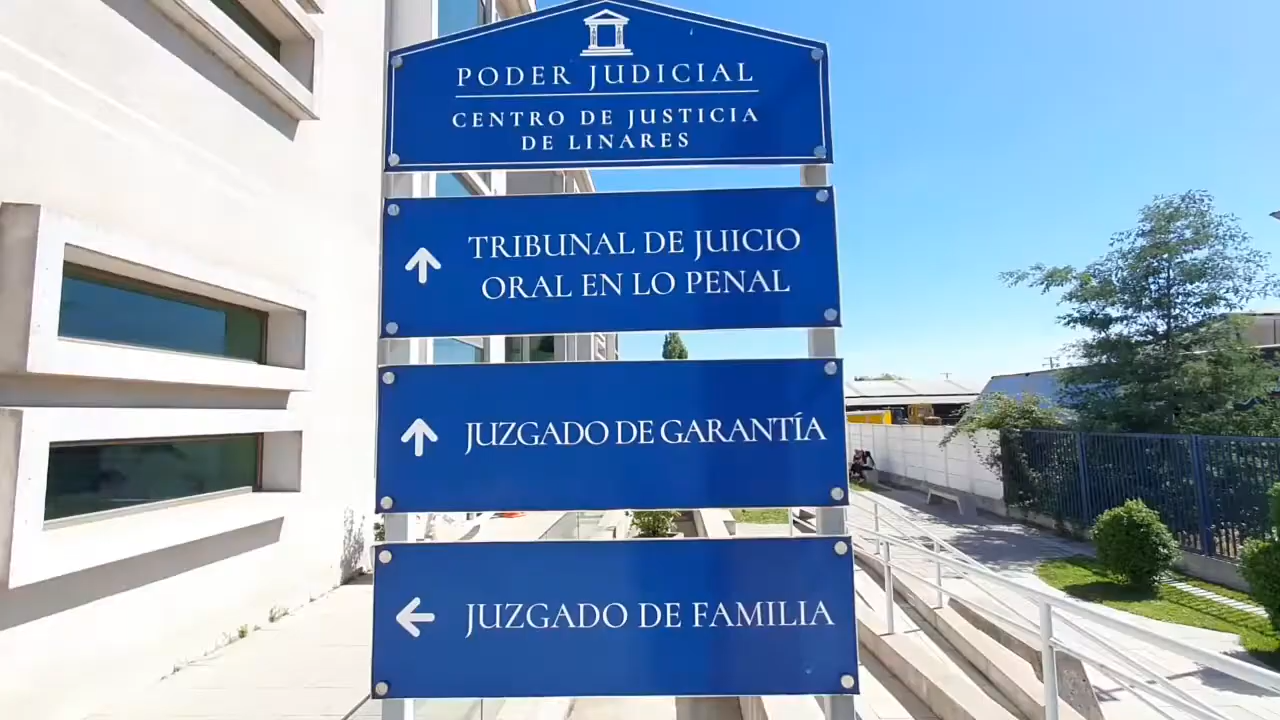 PODER JUDICIAL
CENTRO DE JUSTICIA
DE LINARES
TRIBUNAL DE JUICIO
ORAL EN LO PENAL
JUZGADO DE GARANTÍA
JUZGADO DE FAMILIA